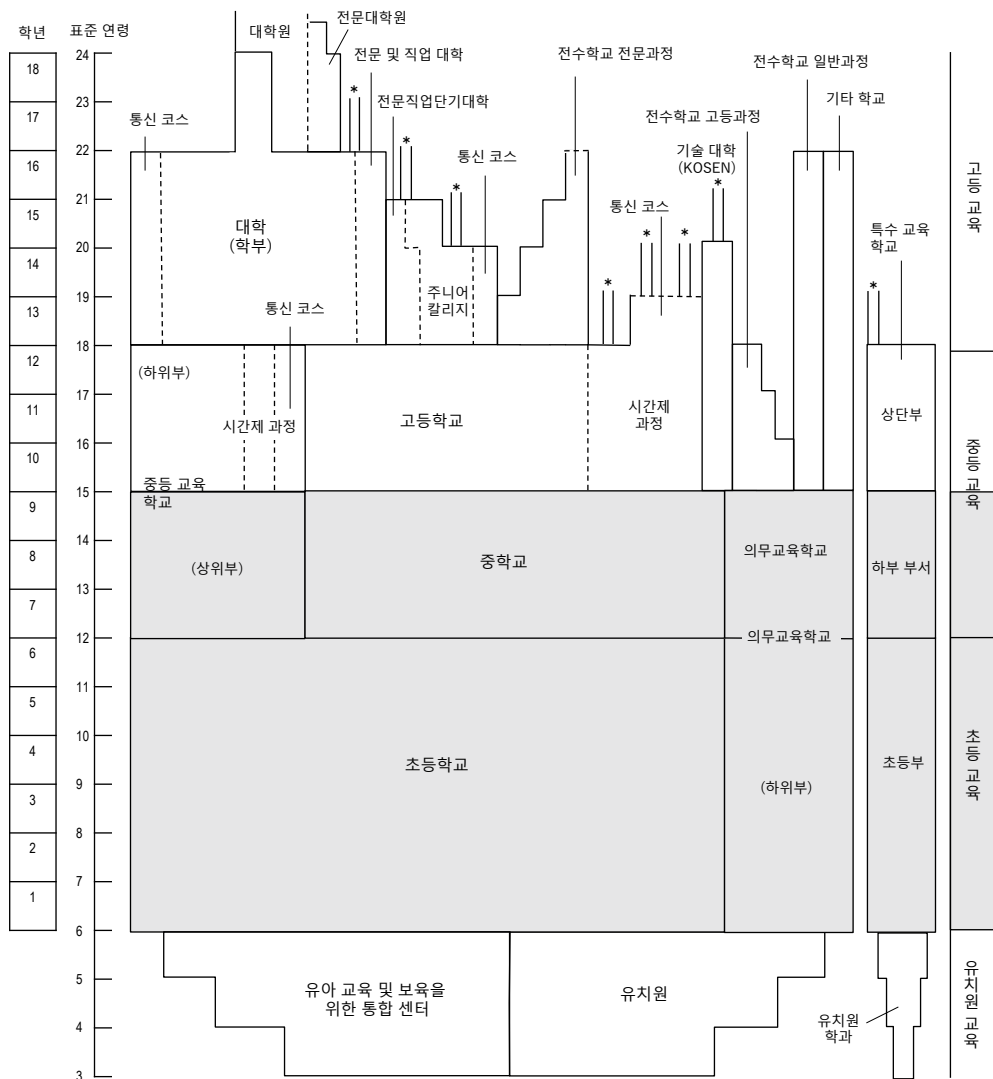 학년
표준 연령
대학원
전문대학원
전문 및 직업 대학
전수학교 전문과정
전수학교 일반과정
18
24
*
전문직업단기대학
기타 학교
17
23
통신 코스
*
통신 코스
전수학교 고등과정
기술 대학
(KOSEN)
16
22
*
*
통신 코스
고등 교육
15
21
대학
(학부)
*
*
특수 교육
학교
14
20
주니어
칼리지
*
*
13
19
통신 코스
18
12
(하위부)
17
11
시간제 과정
고등학교
시간제
과정
상단부
16
10
중등 교육
15
중등 교육
학교
9
14
의무교육학교
8
(상위부)
중학교
하부 부서
13
7
12
의무교육학교
6
11
5
10
4
초등학교
초등부
초등 교육
9
3
(하위부)
8
2
7
1
6
5
유아 교육 및 보육을
위한 통합 센터
유치원
유치원 교육
유치원
학과
4
3